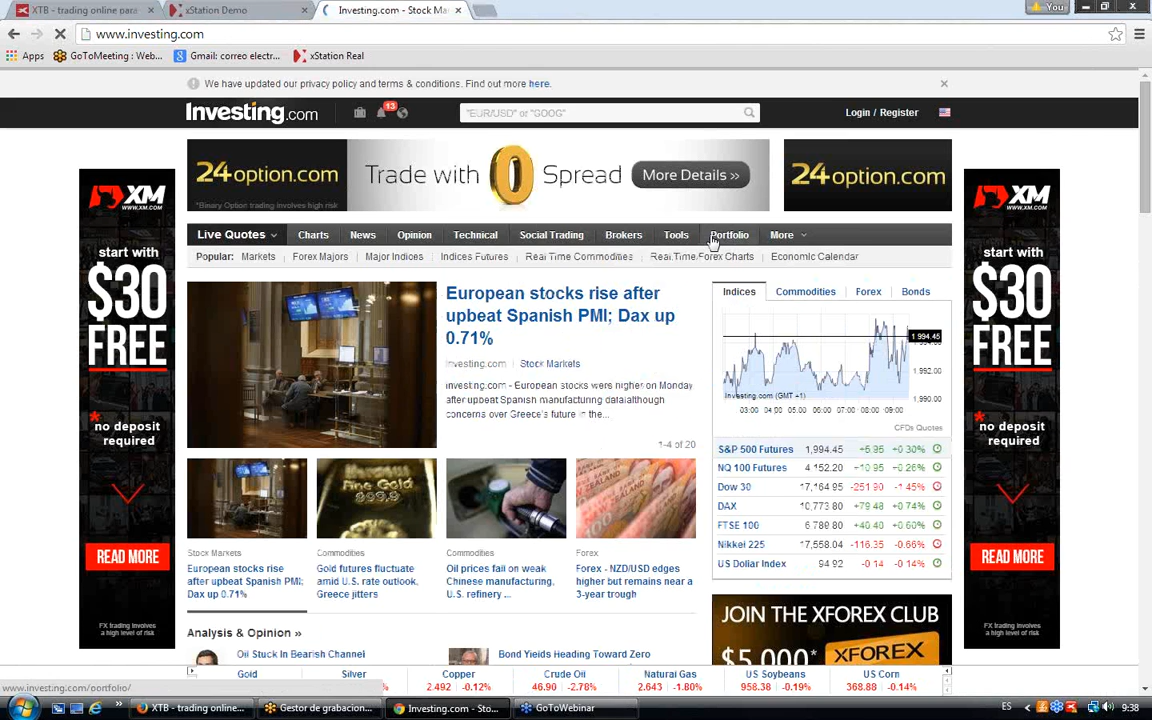 XTB - trading online para
xStation Demo
Investing.com - Stock Ma
You
www.investing.com
Apps
GoToMeeting : Web...
Gmail: correo electr...
xStation Real
We have updated our privacy policy and terms & conditions. Find out more here.
Investing.com
13
"EUR/USD" or "GOOG"
Login / Register
24option.com
*Binary Option trading involves high risk
Trade with 0 Spread
More Details »
24option.com
Live Quotes
Charts
News
Opinion
Technical
Social Trading
Brokers
Tools
Portfolio
More
Popular: Markets Forex Majors Major Indices Indices Futures Real Time Commodities Real Time Forex Charts Economic Calendar
XM
WWW.XM.COM
start with
$30
FREE
*
no deposit
required
READ MORE
FX trading involves
a high level of risk
European stocks rise after
upbeat Spanish PMI; Dax up
0.71%
Investing.com | Stock Markets
Investing.com - European stocks were higher on Monday
after upbeat Spanish manufacturing dataialthough
concerns over Greece's future in the...
1-4 of 20
Stock Markets
European stocks rise after
upbeat Spanish PMI;
Dax up 0.71%
Commodities
Gold futures fluctuate
amid U.S. rate outlook,
Greece jitters
Commodities
Oil prices fall on weak
Chinese manufacturing,
U.S. refinery ...
Forex
Forex - NZD/USD edges
higher but remains near a
3-year trough
Analysis & Opinion »
Oil Stuck In Bearish Channel
Bond Yields Heading Toward Zero
Indices
Commodities
Forex
Bonds
1 994.45
1,992.00
1,990.00
Investing.com (GMT +1)
03:00 04:00 05:00 06:00 07:00 08:00 09:00
CFDs Quotes
S&P 500 Futures 1,994.45 +5.95 +0.30%
NQ 100 Futures 4,152.20 +10.95 +0.26%
Dow 30 17,164.95 -251.90 -1.45%
DAX 10,773.80 +79.48 +0.74%
FTSE 100 6,789.80 +40.40 +0.60%
Nikkei 225 17,558.04 -116.35 -0.66%
US Dollar Index 94.92 -0.14 -0.14%
JOIN THE XFOREX CLUB
$5,000*
XFOREX
XM
WWW.XM.COM
start with
$30
FREE
*
no deposit
required
READ MORE
FX trading involves
a high level of risk
Gold
Silver
Copper
2.492 -0.12%
Crude Oil
46.90 -2.78%
Natural Gas
2.643 -1.80%
US Soybeans
958.38 -0.19%
US Corn
368.88 -0.14%
www.investing.com/portfolio/
XTB - trading online...
Gestor de grabacion...
Investing.com - Sto...
GoToWebinar
ES
9:38